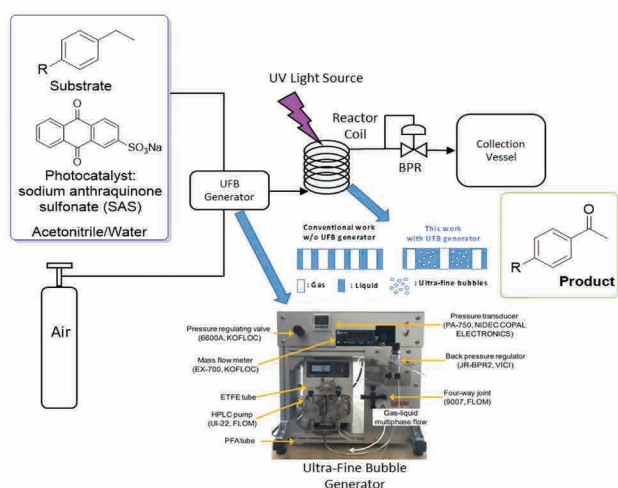 R
Substrate
O
O
SO₃Na
Photocatalyst:
sodium anthraquinone
sulfonate (SAS)
Acetonitrile/Water
Air
UFB
Generator
UV Light Source
Reactor
Coil
BPR
Collection
Vessel
Conventional work
w/o UFB generator
This work
with UFB generator
: Gas
: Liquid
: Ultra-fine bubbles
O
R
Product
Pressure regulating valve
(6600A, KOFLOC)
Mass flow meter
(EX-700, KOFLOC)
ETFE tube
HPLC pump
(UI-22, FLOM)
PFA tube
Pressure transducer
(PA-750, NIDEC COPAL
ELECTRONICS)
Back pressure regulator
(JR-BPR2, VICI)
Four-way joint
(9007, FLOM)
Gas-liquid
multiphase flow
Ultra-Fine Bubble
Generator